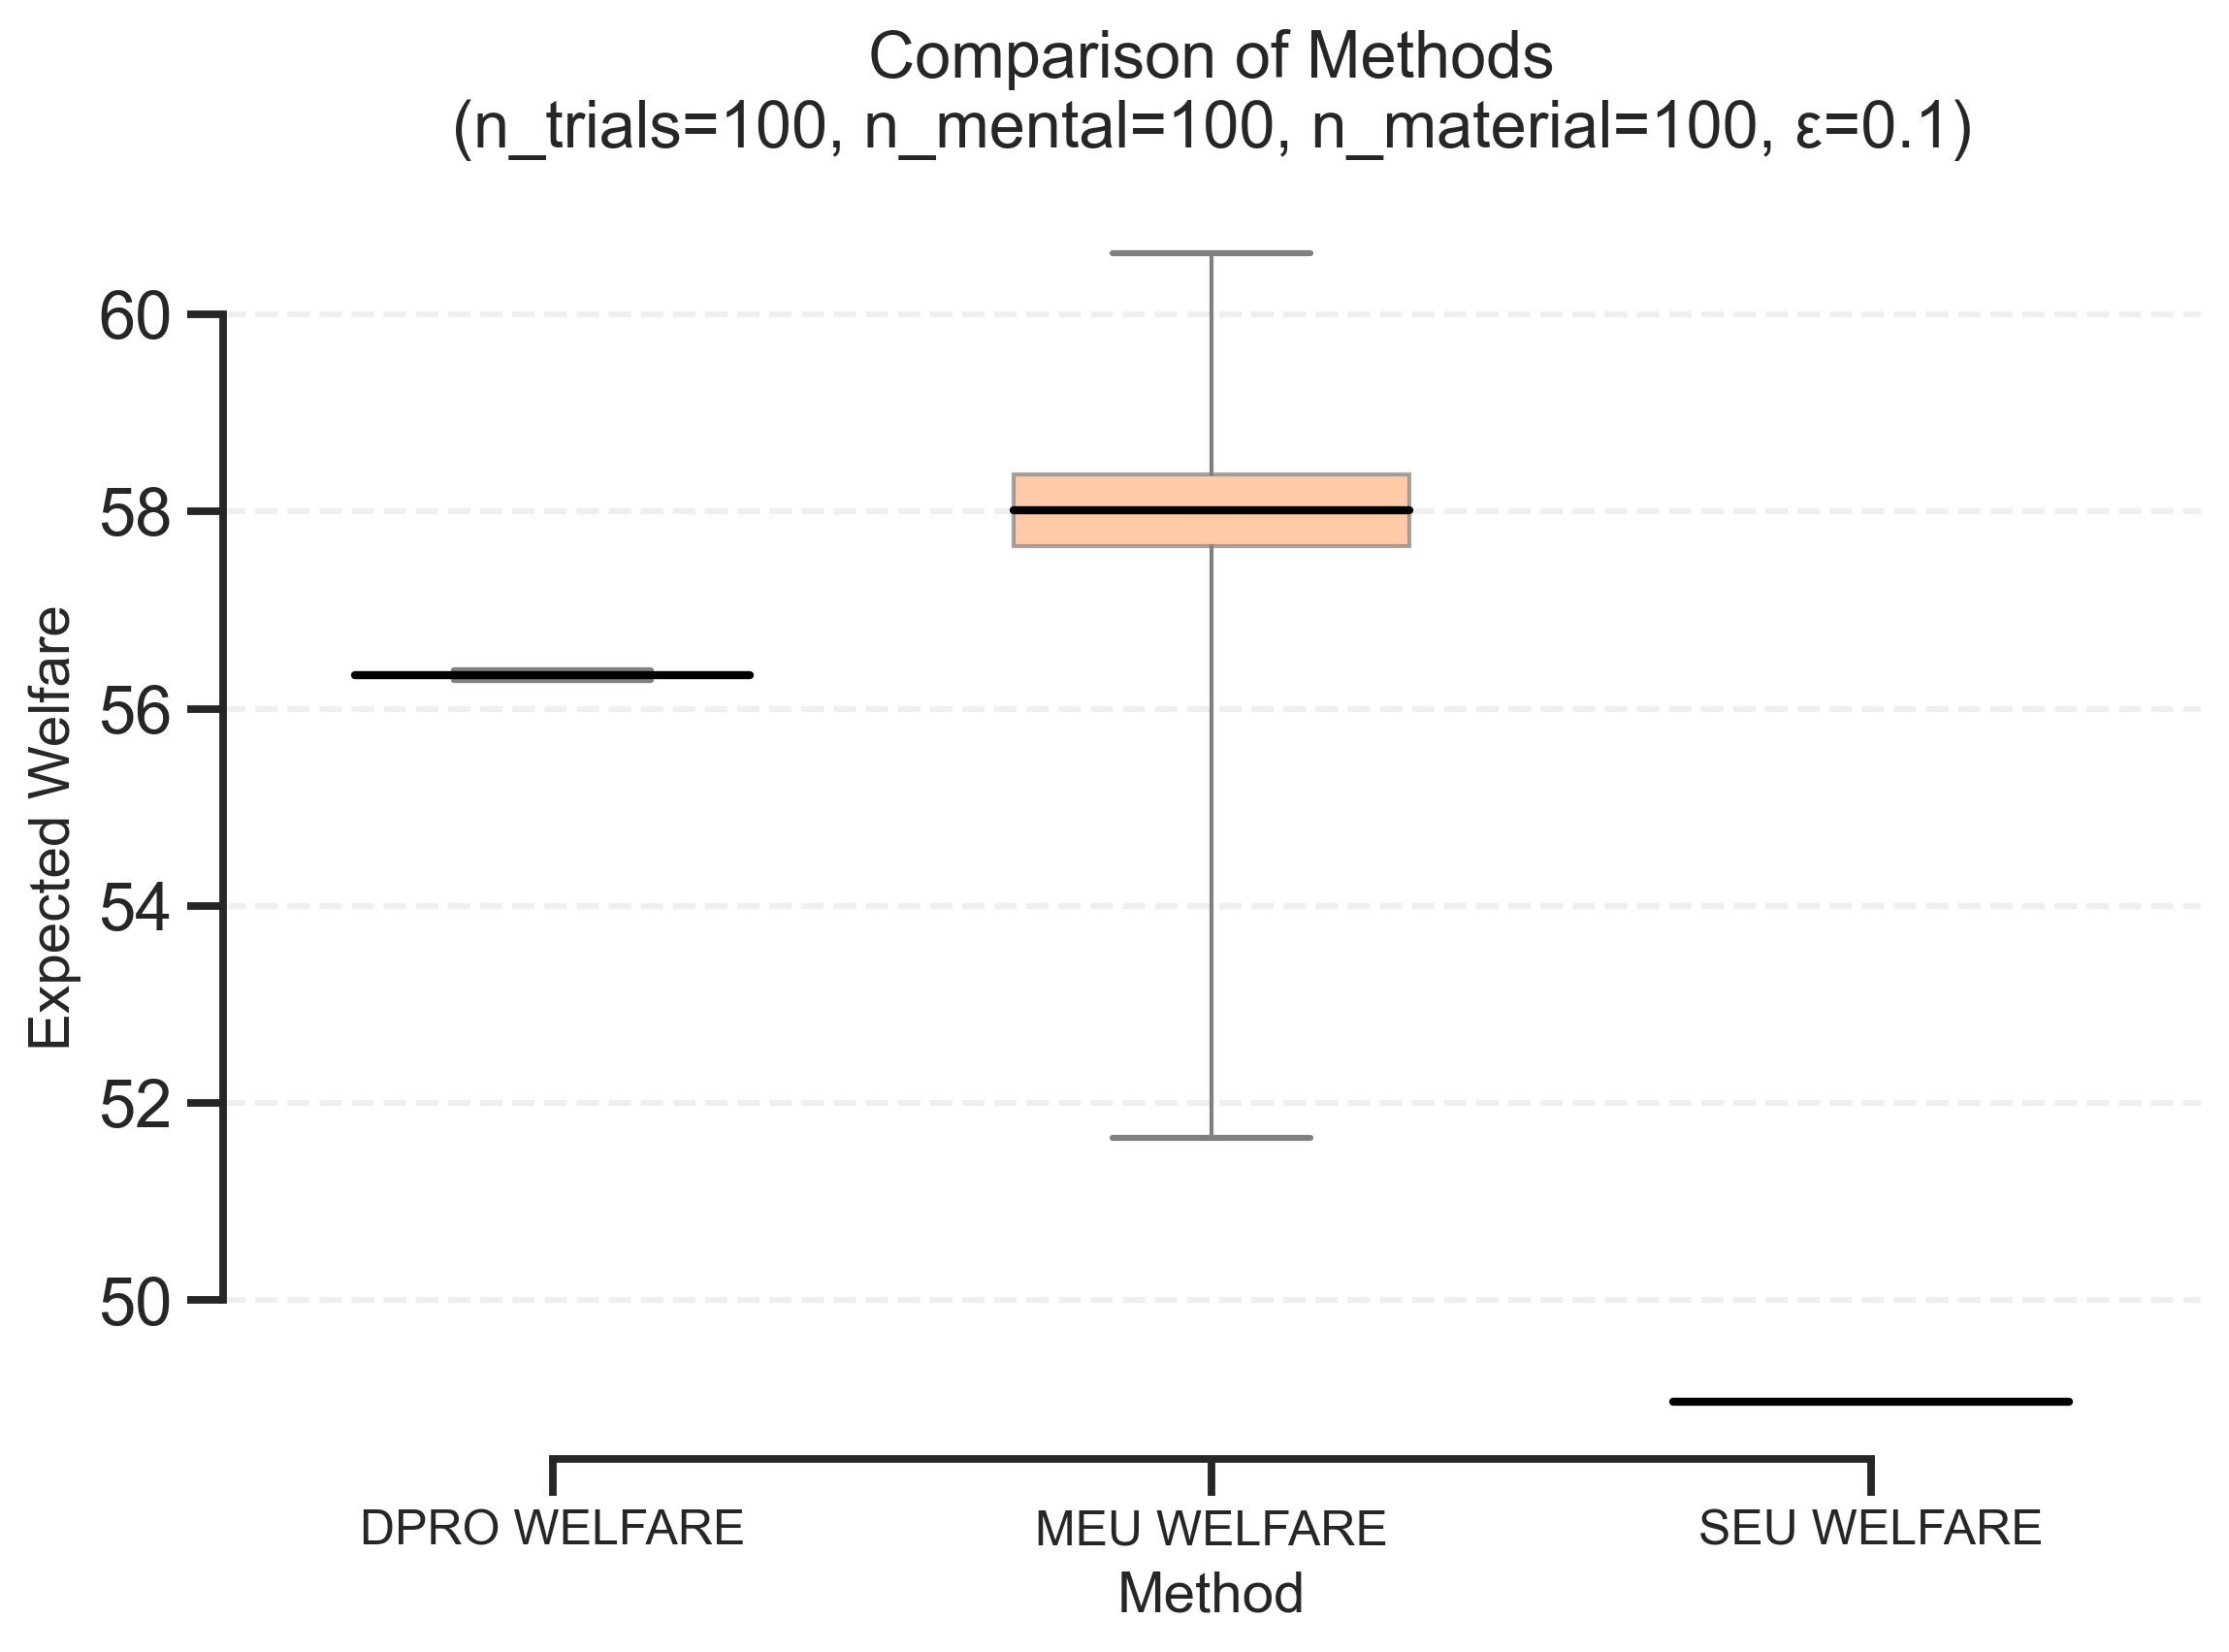 Comparison of Methods
(n_trials=100, n_mental=100, n_material=100, ε=0.1)
Expected Welfare
60
58
56
54
52
50
DPRO WELFARE
MEU WELFARE
SEU WELFARE
Method